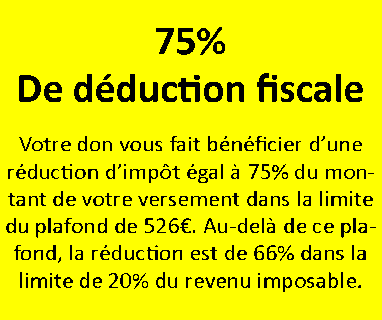 75%
De déduction fiscale
Votre don vous fait bénéficier d’une
réduction d’impôt égal à 75% du mon-
tant de votre versement dans la limite
du plafond de 526€. Au-delà de ce pla-
fond, la réduction est de 66% dans la
limite de 20% du revenu imposable.